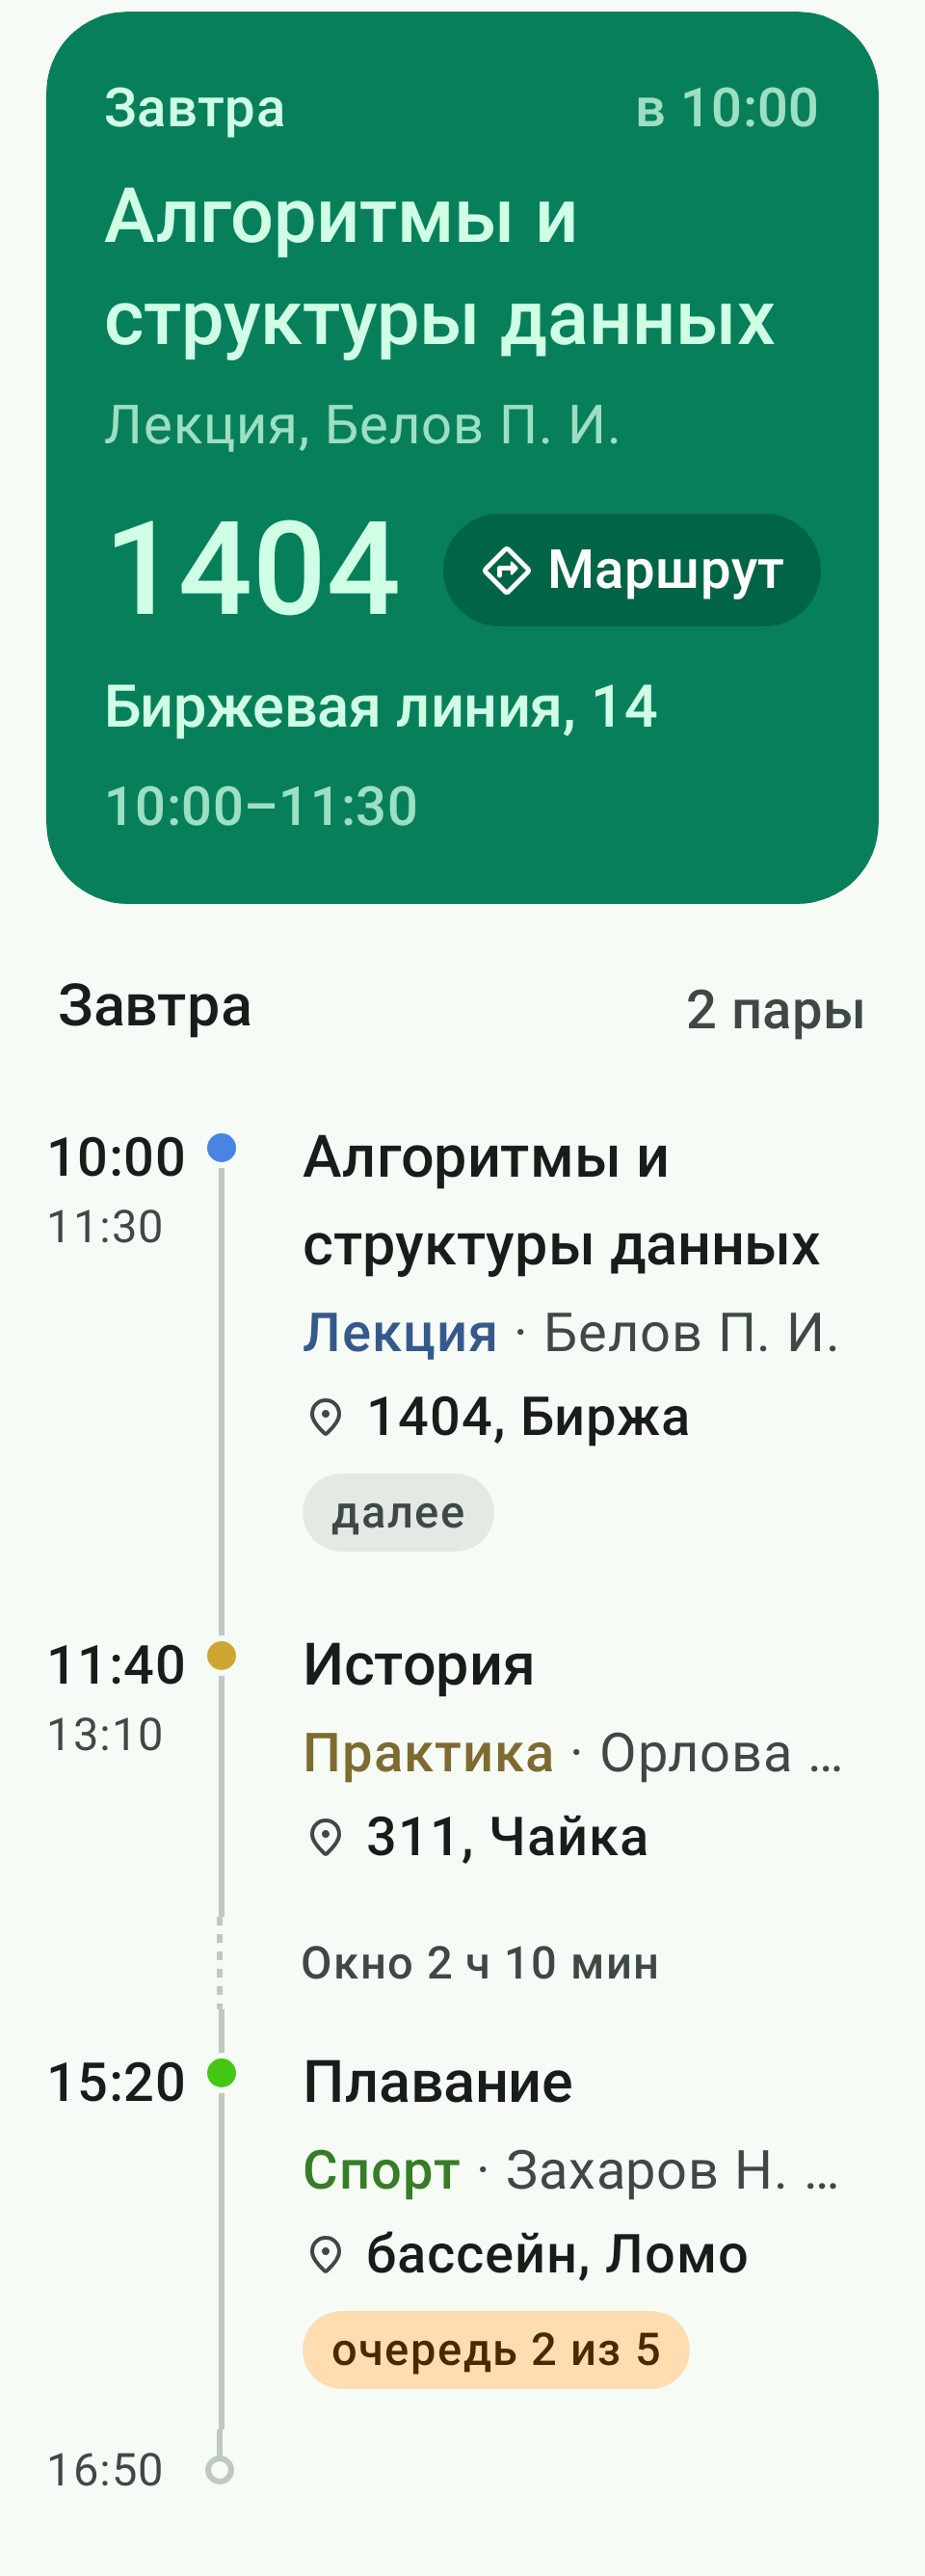 Завтра
в 10:00
Алгоритмы и
структуры данных
Лекция, Белов П. И.
1404
Маршрут
Биржевая линия, 14
10:00–11:30
Завтра
2 пары
10:00
11:30
Алгоритмы и
структуры данных
Лекция · Белов П. И.
1404, Биржа
далее
11:40
13:10
История
Практика · Орлова …
311, Чайка
Окно 2 ч 10 мин
15:20
Плавание
Спорт · Захаров Н. …
бассейн, Ломо
очередь 2 из 5
16:50